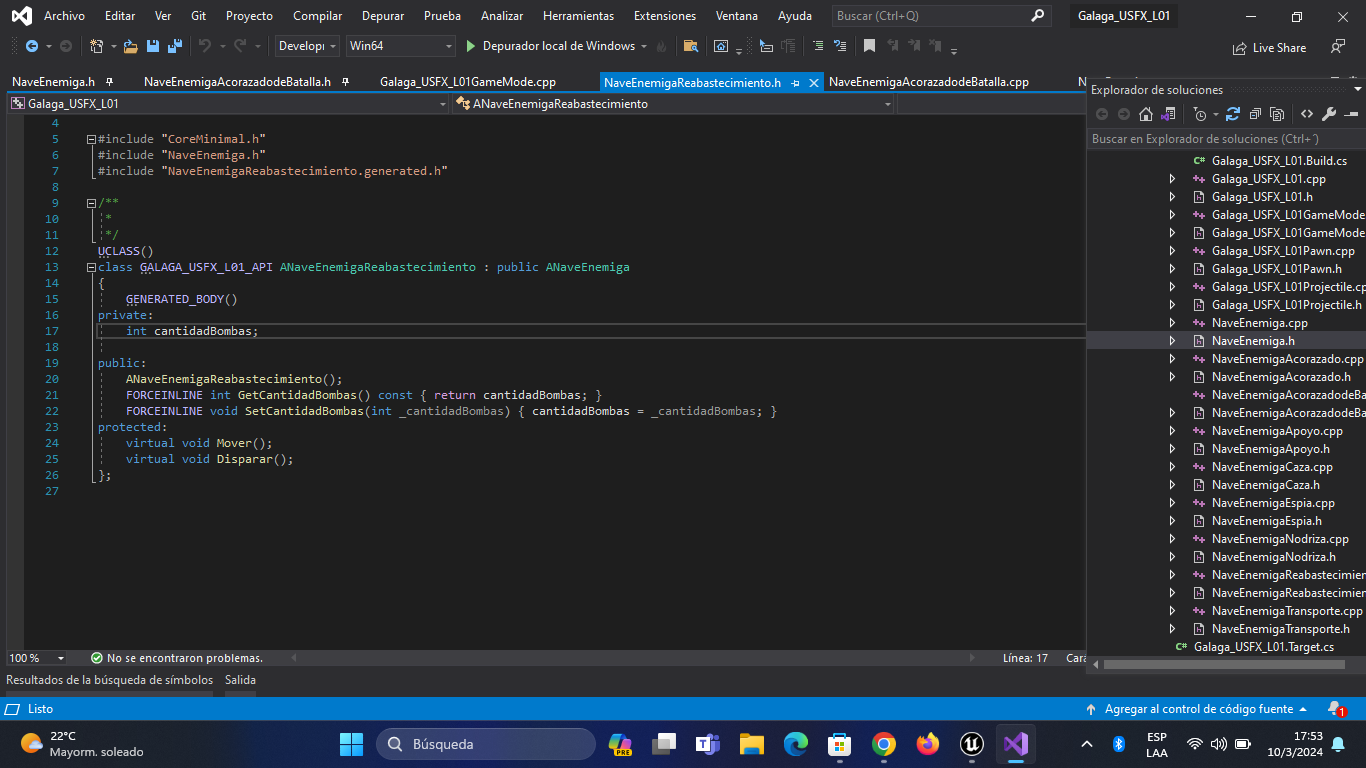 Archivo Editar Ver Git Proyecto Compilar Depurar Prueba Analizar Herramientas Extensiones Ventana Ayuda Buscar (Ctrl+Q) Galaga_USFX_L01
Develop Win64 Depurador local de Windows Live Share
NaveEnemiga.h NaveEnemigaAcorazadodeBatalla.h Galaga_USFX_L01GameMode.cpp NaveEnemigaReabastecimiento.h NaveEnemigaAcorazadodeBatalla.cpp
Galaga_USFX_L01 ANaveEnemigaReabastecimiento
4
5 #include "CoreMinimal.h"
6 #include "NaveEnemiga.h"
7 #include "NaveEnemigaReabastecimiento.generated.h"
8
9 /**
10 *
11 */
12 UCLASS()
13 class GALAGA_USFX_L01_API ANaveEnemigaReabastecimiento : public ANaveEnemiga
14 {
15 GENERATED_BODY()
16 private:
17 int cantidadBombas;
18
19 public:
20 ANaveEnemigaReabastecimiento();
21 FORCEINLINE int GetCantidadBombas() const { return cantidadBombas; }
22 FORCEINLINE void SetCantidadBombas(int _cantidadBombas) { cantidadBombas = _cantidadBombas; }
23 protected:
24 virtual void Mover();
25 virtual void Disparar();
26 };
27
100 % No se encontraron problemas. Línea: 17 Cará
Explorador de soluciones
Buscar en Explorador de soluciones (Ctrl+´)
C# Galaga_USFX_L01.Build.cs
Galaga_USFX_L01.cpp
Galaga_USFX_L01.h
Galaga_USFX_L01GameMode
Galaga_USFX_L01GameMode
Galaga_USFX_L01Pawn.cpp
Galaga_USFX_L01Pawn.h
Galaga_USFX_L01Projectile.cp
Galaga_USFX_L01Projectile.h
NaveEnemiga.cpp
NaveEnemiga.h
NaveEnemigaAcorazado.cpp
NaveEnemigaAcorazado.h
NaveEnemigaAcorazadodeBa
NaveEnemigaAcorazadodeBa
NaveEnemigaApoyo.cpp
NaveEnemigaApoyo.h
NaveEnemigaCaza.cpp
NaveEnemigaCaza.h
NaveEnemigaEspia.cpp
NaveEnemigaEspia.h
NaveEnemigaNodriza.cpp
NaveEnemigaNodriza.h
NaveEnemigaReabastecimien
NaveEnemigaReabastecimien
NaveEnemigaTransporte.cpp
NaveEnemigaTransporte.h
C# Galaga_USFX_L01.Target.cs
Resultados de la búsqueda de símbolos Salida
Listo Agregar al control de código fuente 1
22°C
Mayorm. soleado
Búsqueda
PRE
ESP
LAA
17:53
10/3/2024